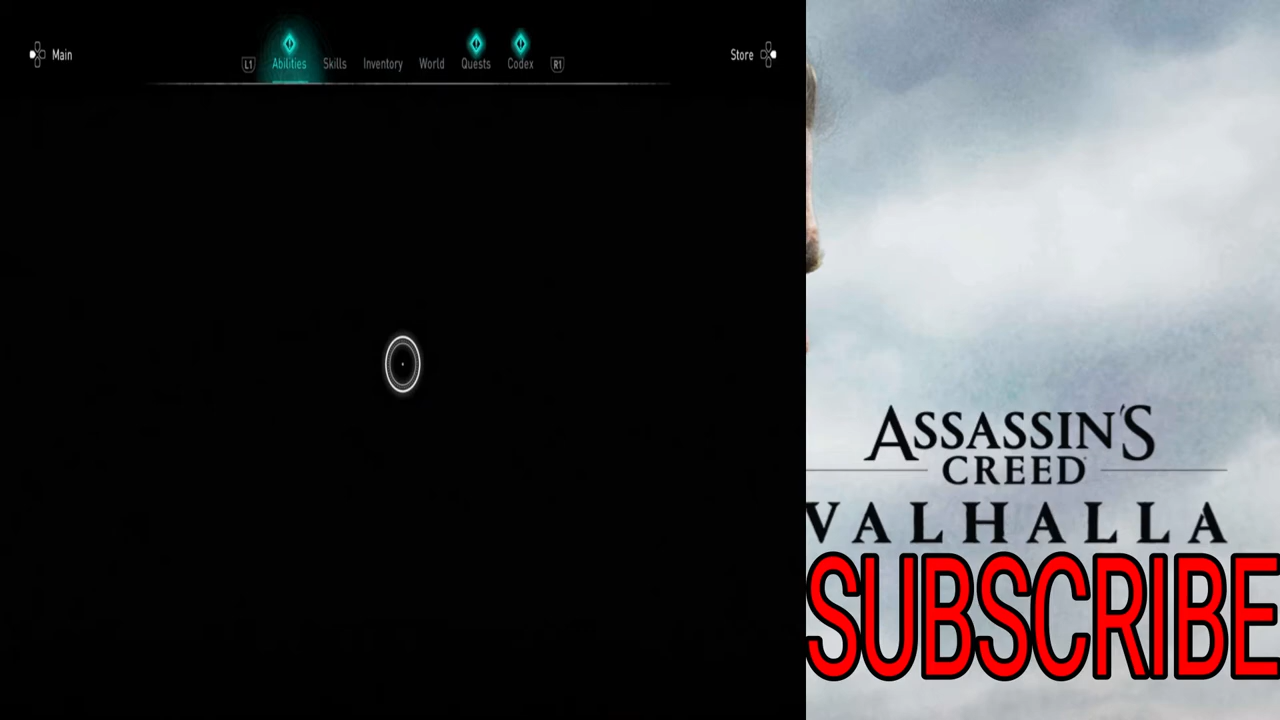 Main
L1 Abilities Skills Inventory World Quests Codex R1
Store
ASSASSIN'S
CREED
VALHALLA
SUBSCRIBE